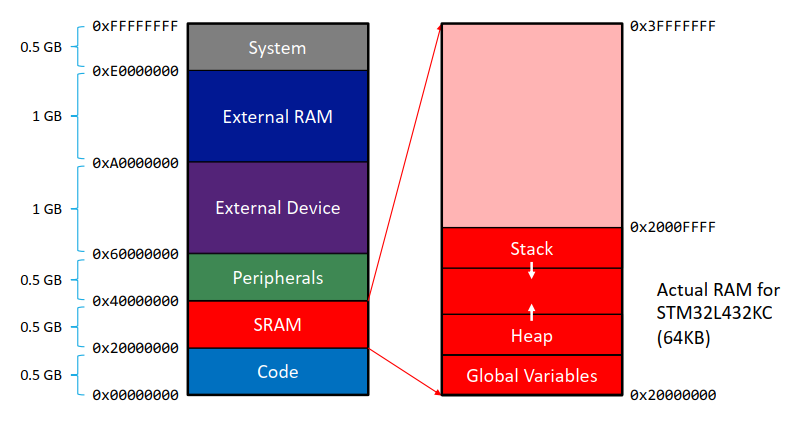 0xFFFFFFFF
0.5 GB
System
0xE0000000
1 GB
External RAM
0xA0000000
1 GB
External Device
0x60000000
0.5 GB
Peripherals
0x40000000
0.5 GB
SRAM
0x20000000
0.5 GB
Code
0x00000000
0x3FFFFFFF
0x2000FFFF
Stack
Heap
Global Variables
0x20000000
Actual RAM for
STM32L432KC
(64KB)